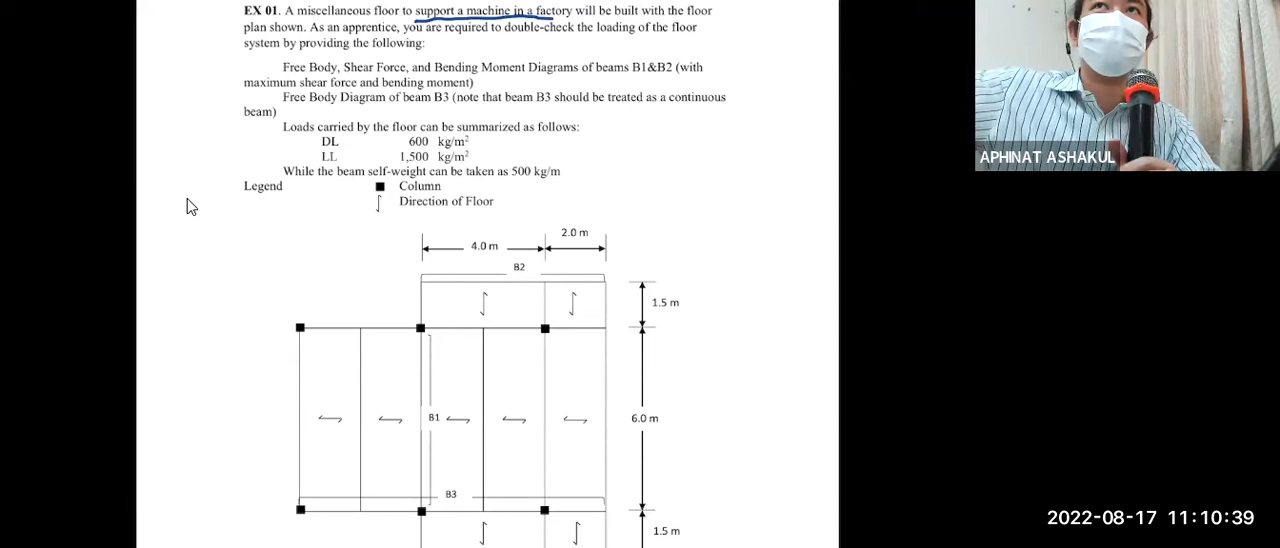 EX 01. A miscellaneous floor to support a machine in a factory will be built with the floor
plan shown. As an apprentice, you are required to double-check the loading of the floor
system by providing the following:
Free Body, Shear Force, and Bending Moment Diagrams of beams B1&B2 (with
maximum shear force and bending moment)
Free Body Diagram of beam B3 (note that beam B3 should be treated as a continuous
beam)
Loads carried by the floor can be summarized as follows:
DL 600 kg/m²
LL 1,500 kg/m²
While the beam self-weight can be taken as 500 kg/m
Legend Column
Direction of Floor
APHINAT ASHAKUL
2.0 m
4.0 m
B2
1.5 m
B1
6.0 m
B3
1.5 m
2022-08-17 11:10:39